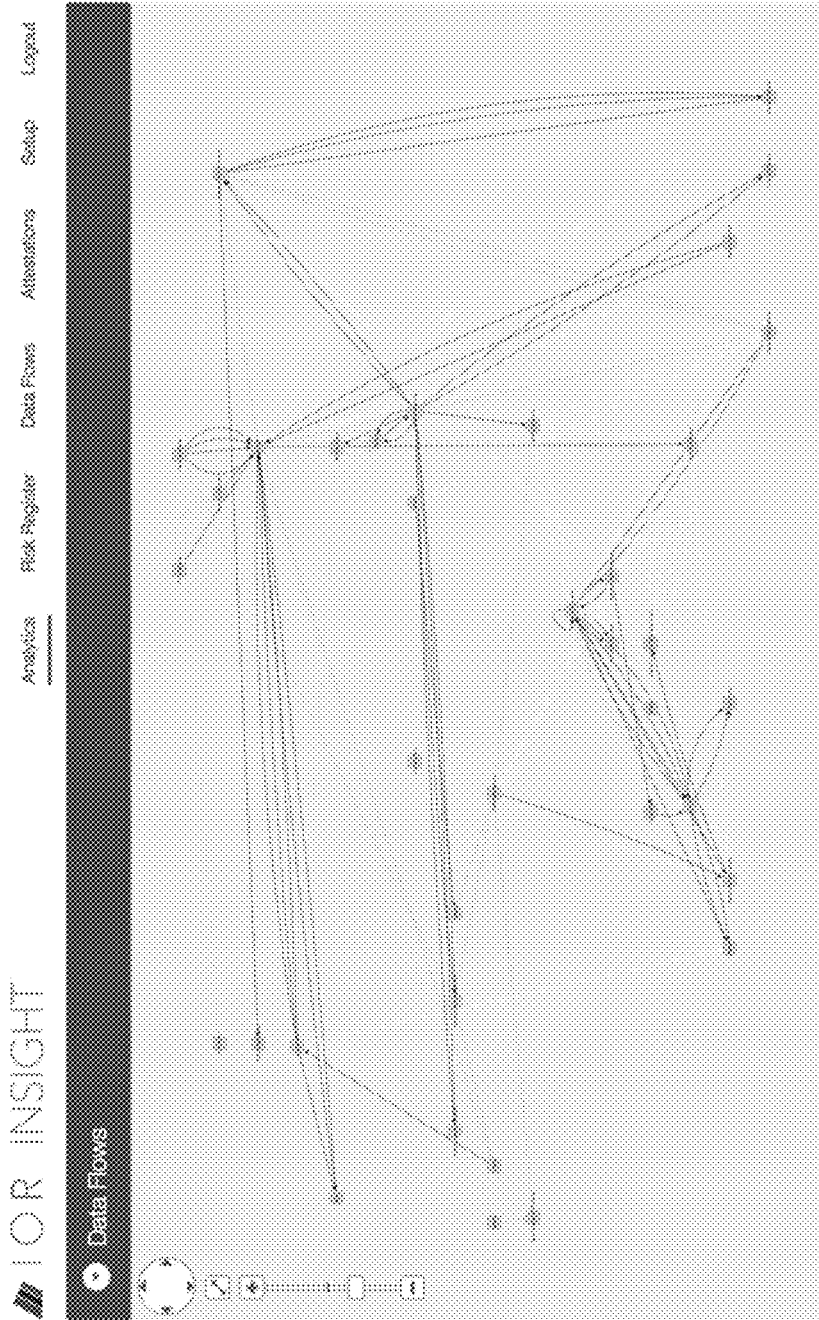 IOR INSIGHT
Analytics Risk Register Data Flows Attestations Setup Logout
Data Flows